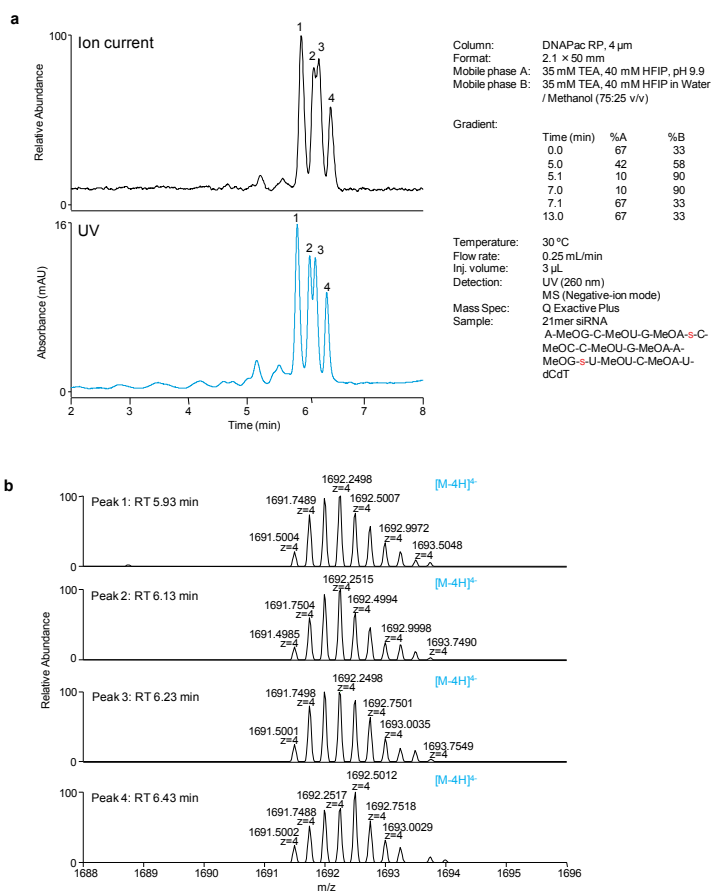 a
Ion current
100
0
Relative Abundance
1
2
3
4
UV
16
0
Absorbance (mAU)
1
2
3
4
2 3 4 5 6 7 8
Time (min)
Column: DNAPac RP, 4 µm
Format: 2.1 × 50 mm
Mobile phase A: 35 mM TEA, 40 mM HFIP, pH 9.9
Mobile phase B: 35 mM TEA, 40 mM HFIP in Water
/ Methanol (75:25 v/v)
Gradient:
Time (min) %A %B
0.0 67 33
5.0 42 58
5.1 10 90
7.0 10 90
7.1 67 33
13.0 67 33
Temperature: 30 ºC
Flow rate: 0.25 mL/min
Inj. volume: 3 µL
Detection: UV (260 nm)
MS (Negative-ion mode)
Mass Spec: Q Exactive Plus
Sample: 21mer siRNA
A-MeOG-C-MeOU-G-MeOA-s-C-
MeOC-C-MeOU-G-MeOA-A-
MeOG-s-U-MeOU-C-MeOA-U-
dCdT
b
Relative Abundance
100
0
Peak 1: RT 5.93 min
[M-4H]4-
1691.5004
z=4
1691.7489
z=4
1692.2498
z=4
1692.5007
z=4
1692.9972
z=4
1693.5048
z=4
100
0
Peak 2: RT 6.13 min
[M-4H]4-
1691.4985
z=4
1691.7504
z=4
1692.2515
z=4
1692.4994
z=4
1692.9998
z=4
1693.7490
z=4
100
0
Peak 3: RT 6.23 min
[M-4H]4-
1691.5001
z=4
1691.7498
z=4
1692.2498
z=4
1692.7501
z=4
1693.0035
z=4
1693.7549
z=4
100
0
Peak 4: RT 6.43 min
[M-4H]4-
1691.5002
z=4
1691.7488
z=4
1692.2517
z=4
1692.5012
z=4
1692.7518
z=4
1693.0029
z=4
1688 1689 1690 1691 1692 1693 1694 1695 1696
m/z